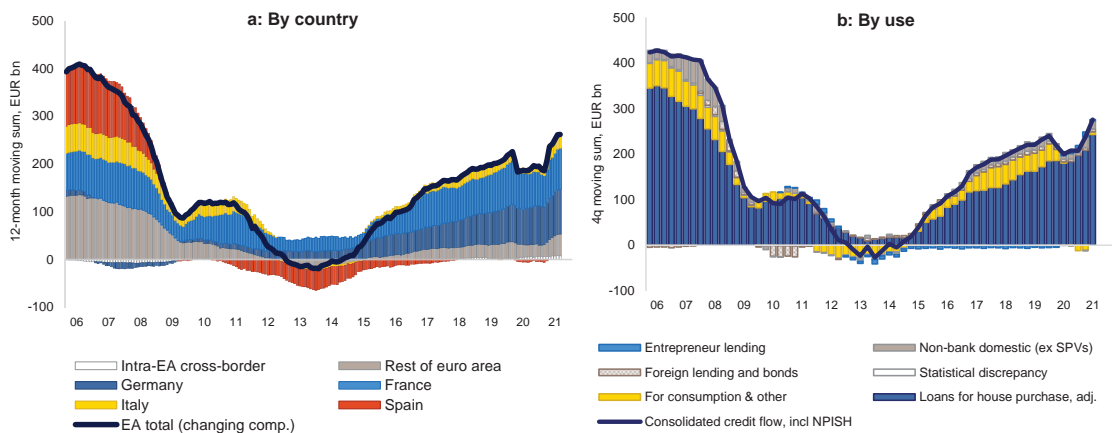 a: By country
12-month moving sum, EUR bn
500
400
300
200
100
0
-100
06 07 08 09 10 11 12 13 14 15 16 17 18 19 20 21
Intra-EA cross-border
Rest of euro area
Germany
France
Italy
Spain
EA total (changing comp.)
b: By use
4q moving sum, EUR bn
500
400
300
200
100
0
-100
06 07 08 09 10 11 12 13 14 15 16 17 18 19 20 21
Entrepreneur lending
Non-bank domestic (ex SPVs)
Foreign lending and bonds
Statistical discrepancy
For consumption & other
Loans for house purchase, adj.
Consolidated credit flow, incl NPISH